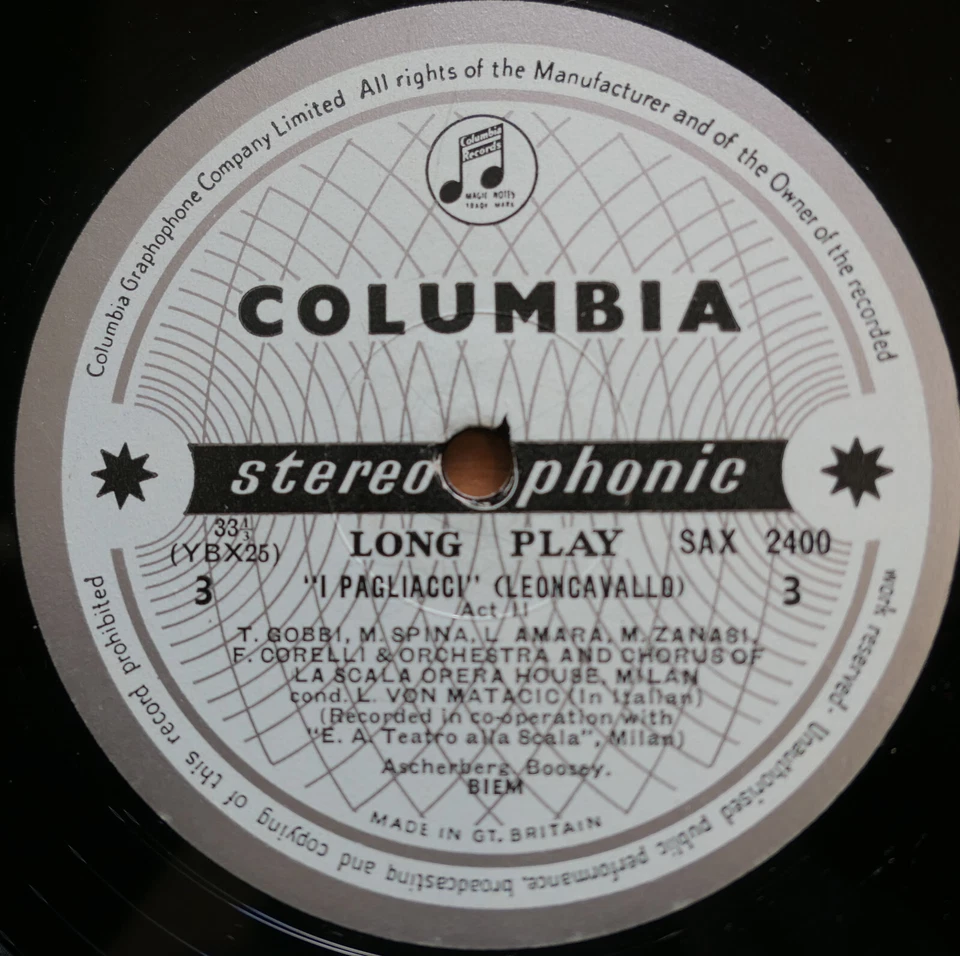 Columbia Graphophone Company Limited All rights of the Manufacturer and of the Owner of the recorded
work reserved. Unauthorised public performance, broadcasting and copying of this record prohibited
Columbia
Records
MAGIC NOTES
TRADE MARK
COLUMBIA
stereo phonic
33⅓
(YBX25) LONG PLAY SAX 2400
3 "I PAGLIACCI" (LEONCAVALLO) 3
Act II
T. GOBBI, M. SPINA, L AMARA, M. ZANASI,
F. CORELLI & ORCHESTRA AND CHORUS OF
LA SCALA OPERA HOUSE, MILAN
cond. L. VON MATACIC (In Italian)
(Recorded in co-operation with
"E. A. Teatro alla Scala", Milan)
Ascherberg Boosey.
BIEM
MADE IN GT. BRITAIN